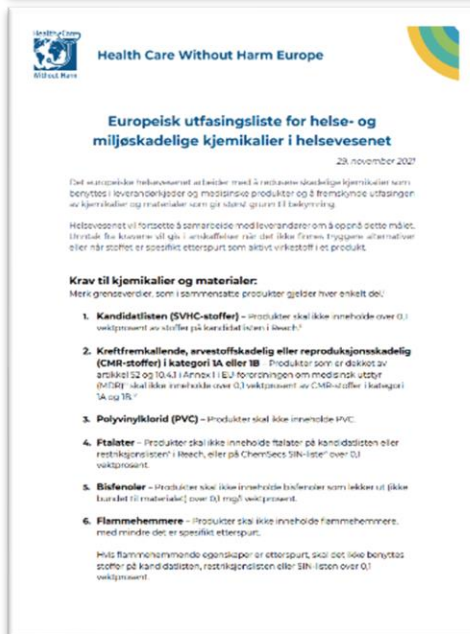 Health Care
Without Harm
Health Care Without Harm Europe
Europeisk utfasingsliste for helse- og
miljøskadelige kjemikalier i helsevesenet
29. november 2021
Det europeiske helsevesenet arbeider med å redusere skadelige kjemikalier som
benyttes i leverandørkjeder og medisinske produkter og å fremskynde utfasingen
av kjemikalier og materialer som gir størst grunn til bekymring.
Helsevesenet vil fortsette å samarbeide med leverandører om å oppnå dette målet.
Unntak fra kravene vil gis i anskaffelser når det ikke finnes tryggere alternativer
eller når stoffet er spesifikt etterspurt som aktivt virkestoff i et produkt.
Krav til kjemikalier og materialer:
Merk grenseverdier, som i sammensatte produkter gjelder hver enkelt del.
1. Kandidatlisten (SVHC-stoffer) – Produkter skal ikke inneholde over 0,1
vektprosent av stoffer på kandidatlisten i Reach.
2. Kreftfremkallende, arvestoffskadelig eller reproduksjonsskadelig
(CMR-stoffer) i kategori 1A eller 1B – Produkter som er dekket av
artikkel 52 og 10.4.1 i Annex I i EU-forordningen om medisinsk utstyr
(MDR) skal ikke inneholde over 0,1 vektprosent av CMR-stoffer i kategori
1A og 1B.
3. Polyvinylklorid (PVC) – Produkter skal ikke inneholde PVC.
4. Ftalater – Produkter skal ikke inneholde ftalater på kandidatlisten eller
restriksjonslisten i Reach, eller på ChemSecs SIN-liste over 0,1
vektprosent.
5. Bisfenoler – Produkter skal ikke inneholde bisfenoler som lekker ut (ikke
bundet til materialet) over 0,1 mg/l vektprosent.
6. Flammehemmere – Produkter skal ikke inneholde flammehemmere,
med mindre det er spesifikt etterspurt.
Hvis flammehemmende egenskaper er etterspurt, skal det ikke benyttes
stoffer på kandidatlisten, restriksjonslisten eller SIN-listen over 0,1
vektprosent.